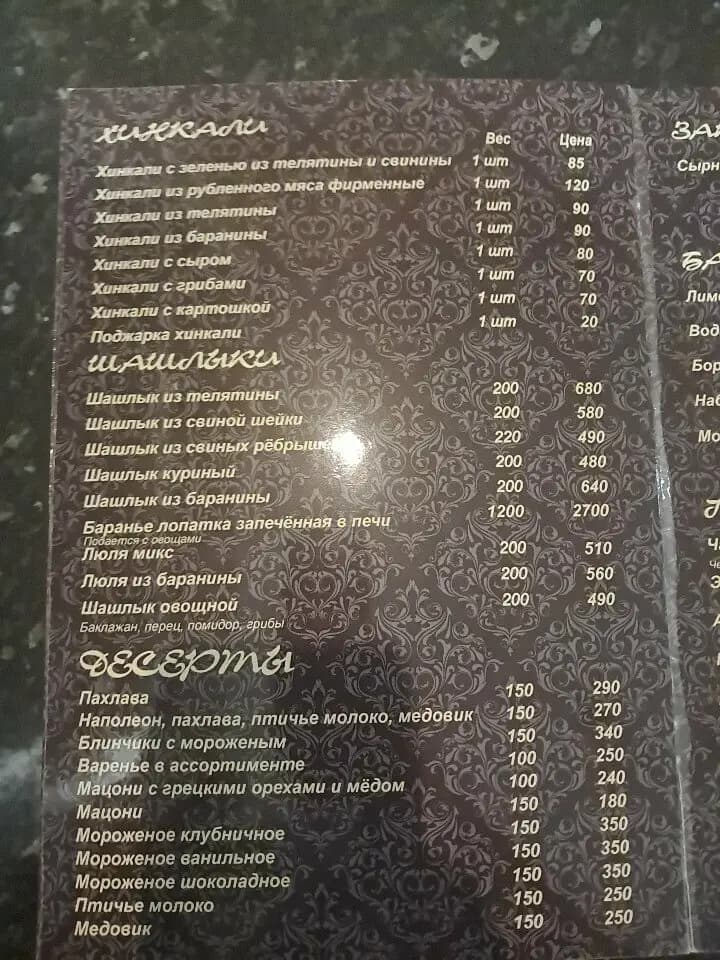 ХИНКАЛИ Вес Цена
Хинкали с зеленью из телятины и свинины 1 шт 85
Хинкали из рубленного мяса фирменные 1 шт 120
Хинкали из телятины 1 шт 90
Хинкали из баранины 1 шт 90
Хинкали с сыром 1 шт 80
Хинкали с грибами 1 шт 70
Хинкали с картошкой 1 шт 70
Поджарка хинкали 1 шт 20
ШАШЛЫКИ
Шашлык из телятины 200 680
Шашлык из свиной шейки 200 580
Шашлык из свиных рёбрыше 220 490
Шашлык куриный 200 480
Шашлык из баранины 200 640
Баранье лопатка запечённая в печи 1200 2700
Подается с овощами
Люля микс 200 510
Люля из баранины 200 560
Шашлык овощной 200 490
Баклажан, перец, помидор, грибы
ДЕСЕРТЫ
Пахлава 150 290
Наполеон, пахлава, птичье молоко, медовик 150 270
Блинчики с мороженым 150 340
Варенье в ассортименте 100 250
Мацони с грецкими орехами и мёдом 100 240
Мацони 150 180
Мороженое клубничное 150 350
Мороженое ванильное 150 350
Мороженое шоколадное 150 350
Птичье молоко 150 250
Медовик 150 250
ЗА
Сырн
БА
Лим
Вод
Бор
Наб
Мо